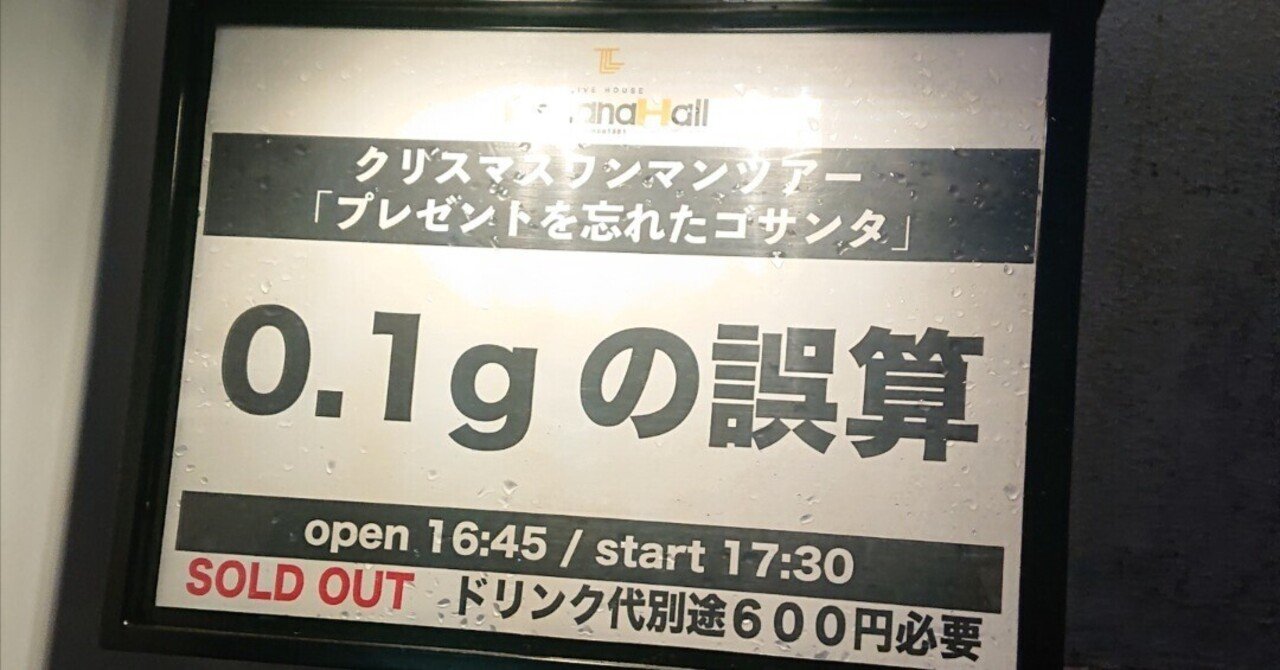 LIVE HOUSE
クリスマスワンマンツアー
「プレゼントを忘れたゴサンタ」
0.1gの誤算
open 16:45 / start 17:30
SOLD OUT ドリンク代別途600円必要